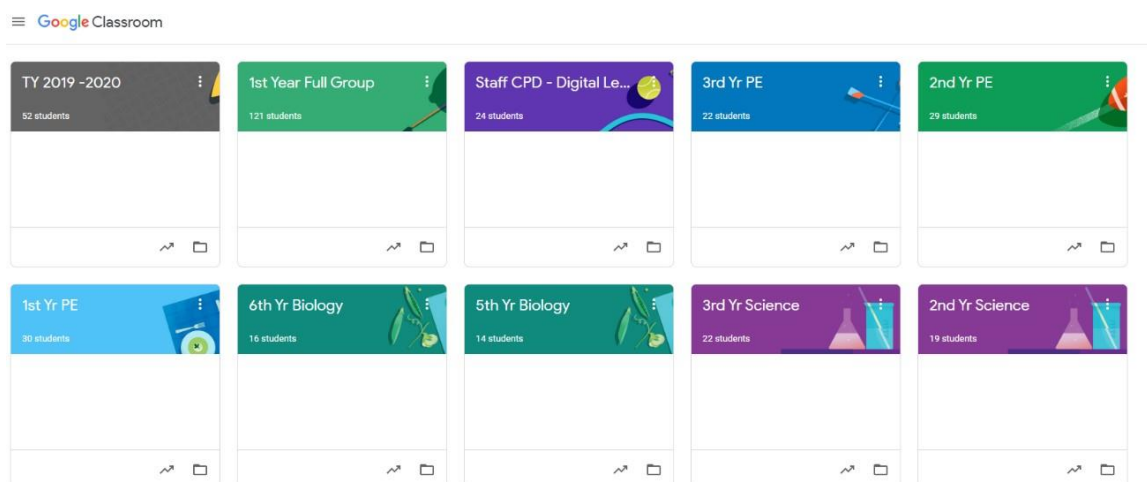 Google Classroom
TY 2019 -2020
52 students
1st Year Full Group
121 students
Staff CPD - Digital Le...
24 students
3rd Yr PE
22 students
2nd Yr PE
29 students
1st Yr PE
30 students
6th Yr Biology
16 students
5th Yr Biology
14 students
3rd Yr Science
22 students
2nd Yr Science
19 students